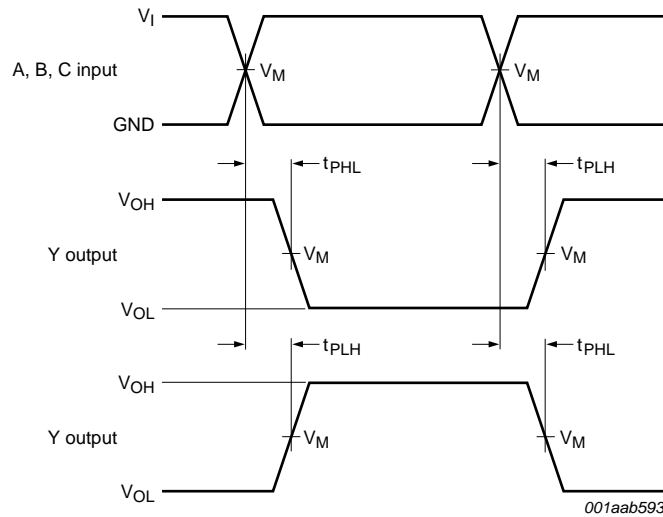 VI
A, B, C input
VM
VM
GND
tPHL
tPLH
VOH
Y output
VM
VM
VOL
tPLH
tPHL
VOH
Y output
VM
VM
VOL
001aab593